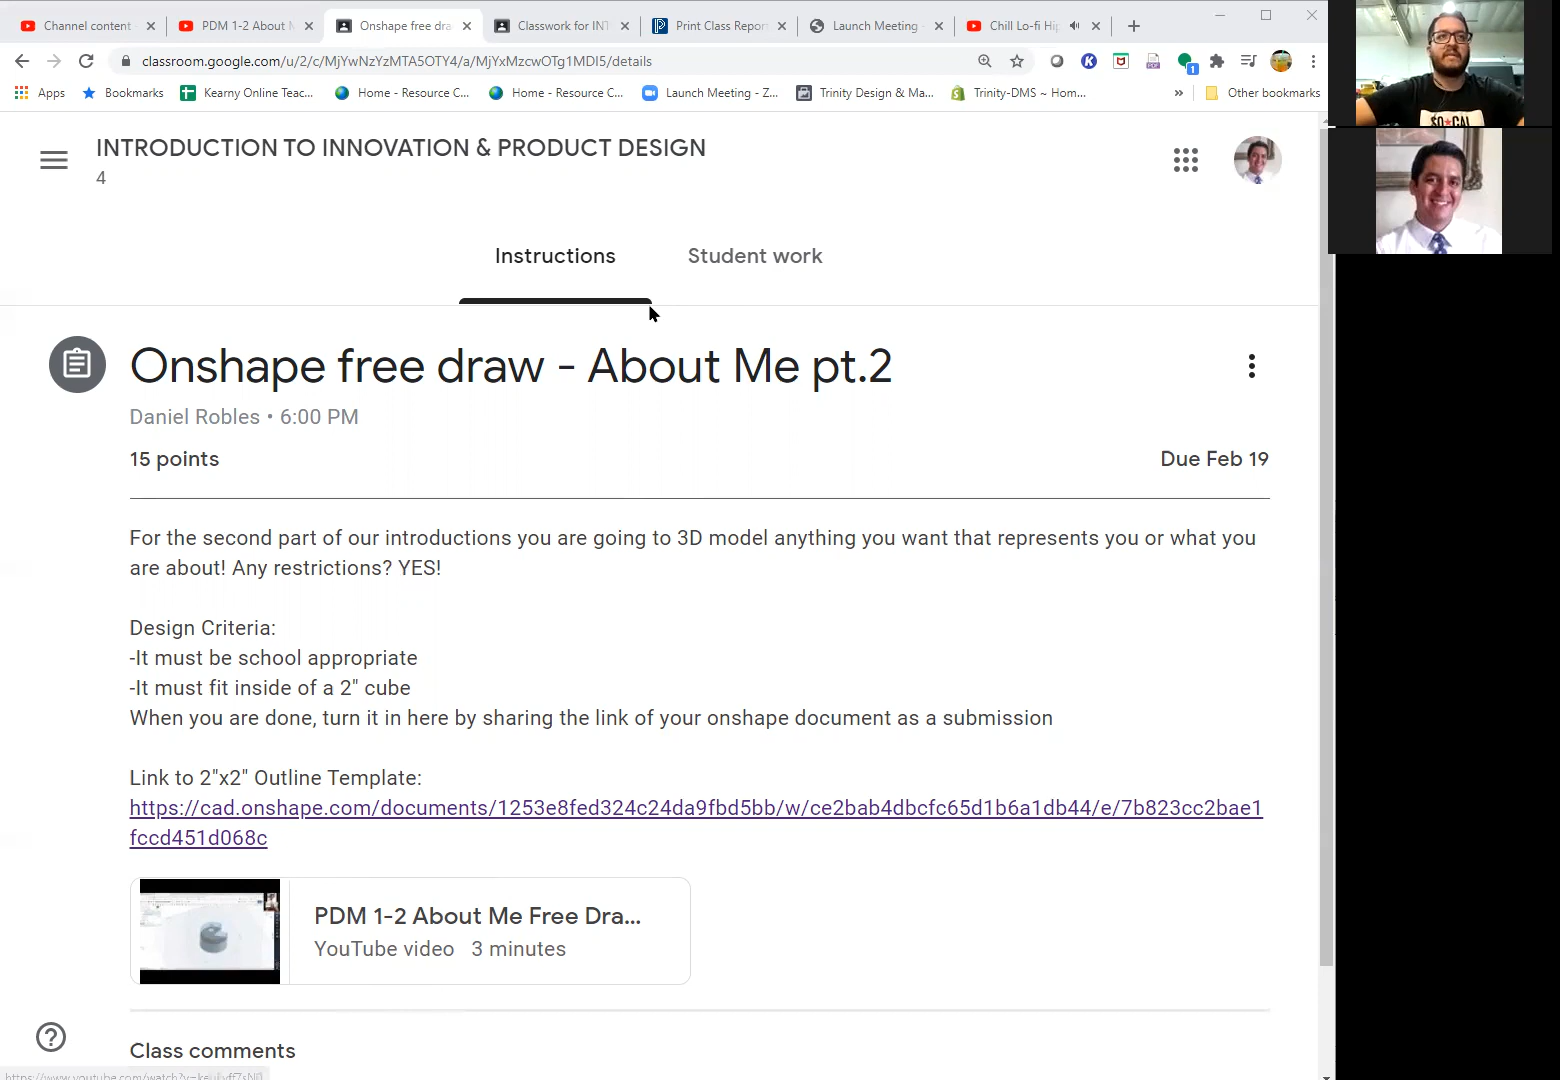 Channel content
PDM 1-2 About M
Onshape free dra
Classwork for INT
Print Class Repor
Launch Meeting
Chill Lo-fi Hip
classroom.google.com/u/2/c/MjYwNzYzMTA5OTY4/a/MjYxMzcwOTg1MDI5/details
1
Apps
Bookmarks
Kearny Online Teac...
Home - Resource C...
Home - Resource C...
Launch Meeting - Z...
Trinity Design & Ma...
Trinity-DMS ~ Hom...
»
Other bookmarks
SO★CAL
INTRODUCTION TO INNOVATION & PRODUCT DESIGN
4
Instructions
Student work
Onshape free draw - About Me pt.2
Daniel Robles • 6:00 PM
15 points
Due Feb 19
For the second part of our introductions you are going to 3D model anything you want that represents you or what you
are about! Any restrictions? YES!
Design Criteria:
-It must be school appropriate
-It must fit inside of a 2" cube
When you are done, turn it in here by sharing the link of your onshape document as a submission
Link to 2"x2" Outline Template:
https://cad.onshape.com/documents/1253e8fed324c24da9fbd5bb/w/ce2bab4dbcfc65d1b6a1db44/e/7b823cc2bae1
fccd451d068c
PDM 1-2 About Me Free Dra...
YouTube video 3 minutes
Class comments